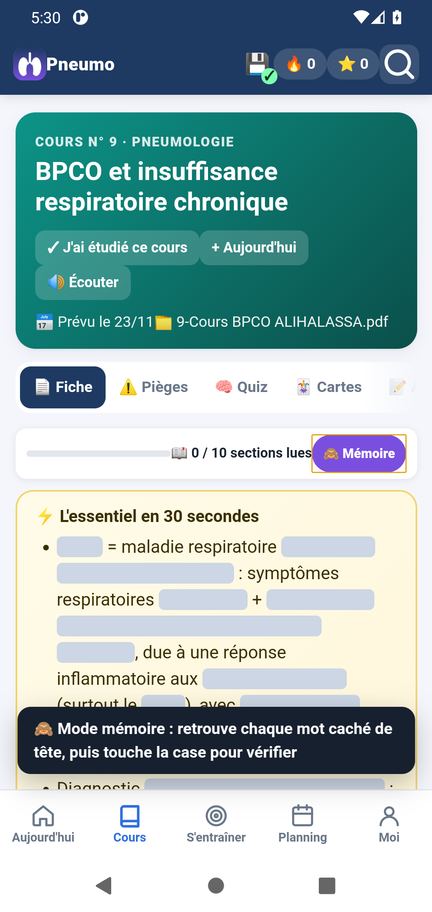 5:30
Pneumo
🔥 0
⭐ 0
COURS N° 9 · PNEUMOLOGIE
BPCO et insuffisance
respiratoire chronique
✓ J'ai étudié ce cours
+ Aujourd'hui
🔊 Écouter
📅 Prévu le 23/11📁 9-Cours BPCO ALIHALASSA.pdf
📄 Fiche
⚠️ Pièges
🧠 Quiz
🃏 Cartes
📖 0 / 10 sections lues
🙈 Mémoire
⚡ L'essentiel en 30 secondes
• = maladie respiratoire
: symptômes
respiratoires +
, due à une réponse
inflammatoire aux
(surtout le ), avec
🙈 Mode mémoire : retrouve chaque mot caché de
tête, puis touche la case pour vérifier
• Diagnostic :
Aujourd'hui
Cours
S'entraîner
Planning
Moi